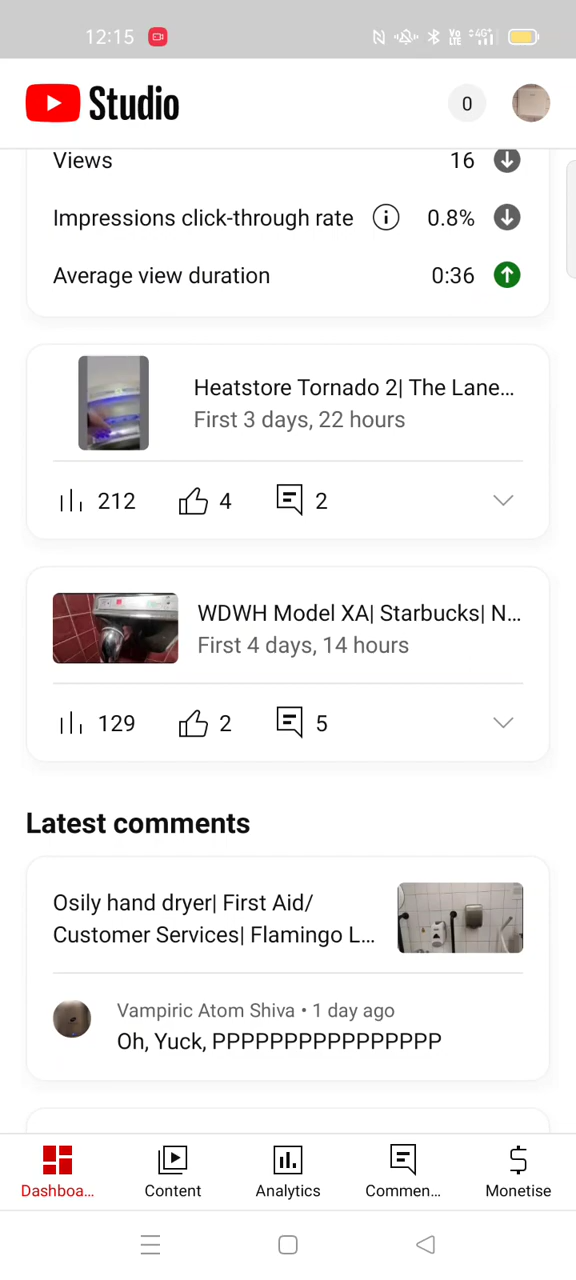 12:15
Vo LTE 4G
Studio
0
Views 16
Impressions click-through rate 0.8%
Average view duration 0:36
Heatstore Tornado 2| The Lane...
First 3 days, 22 hours
212 4 2
WDWH Model XA| Starbucks| N...
First 4 days, 14 hours
129 2 5
Latest comments
Osily hand dryer| First Aid/
Customer Services| Flamingo L...
Vampiric Atom Shiva • 1 day ago
Oh, Yuck, PPPPPPPPPPPPPPPP
Dashboa... Content Analytics Commen... Monetise